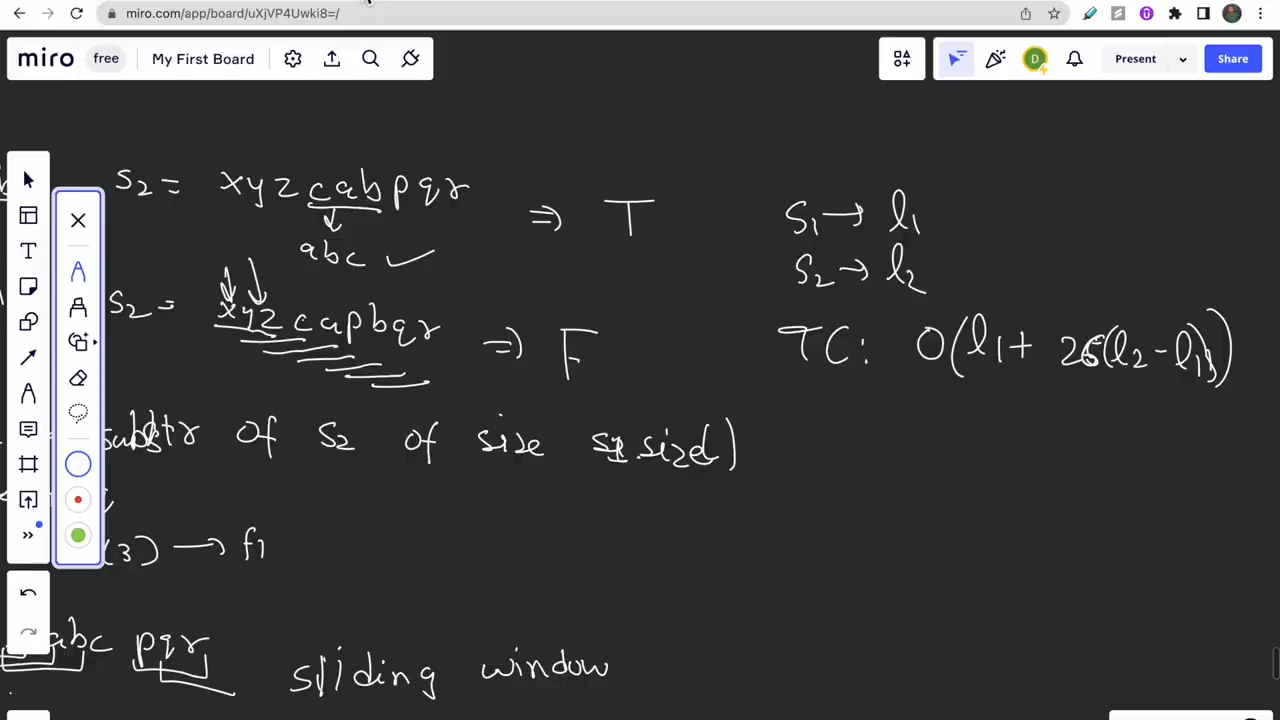 miro.com/app/board/uXjVP4Uwki8=/
miro free My First Board
Present
Share
S2 = xyzcabpqr => T
abc
S2 = xyzcapbqr => F
S1 → l1
S2 → l2
TC: O(l1 + 26(l2 - l1))
substr of S2 of size s1.size()
(3) → f1
abc pqr
sliding window